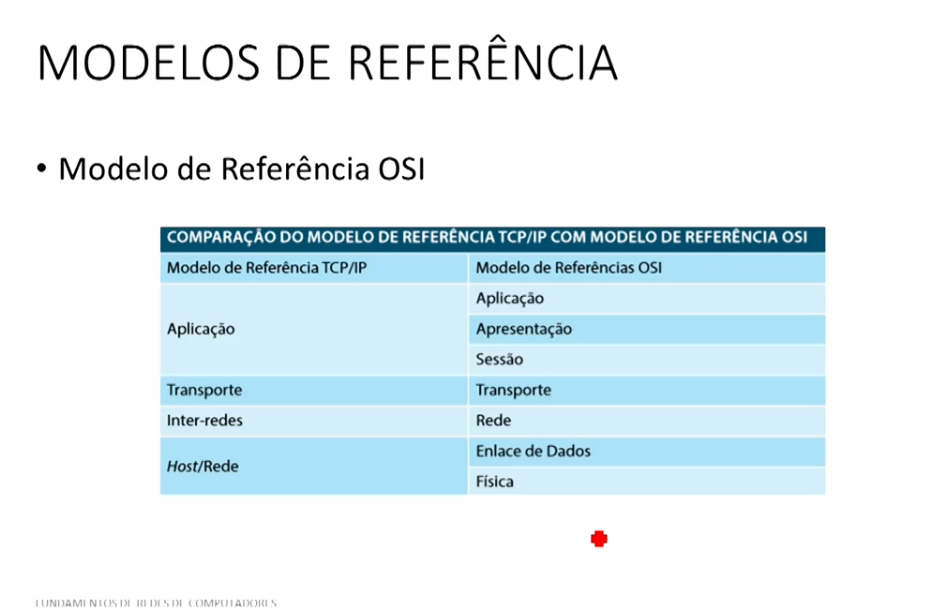 MODELOS DE REFERÊNCIA
• Modelo de Referência OSI
COMPARAÇÃO DO MODELO DE REFERÊNCIA TCP/IP COM MODELO DE REFERÊNCIA OSI
Modelo de Referência TCP/IP
Modelo de Referências OSI
Aplicação
Aplicação
Apresentação
Sessão
Transporte
Transporte
Inter-redes
Rede
Host/Rede
Enlace de Dados
Física
FUNDAMENTOS DE REDES DE COMPUTADORES